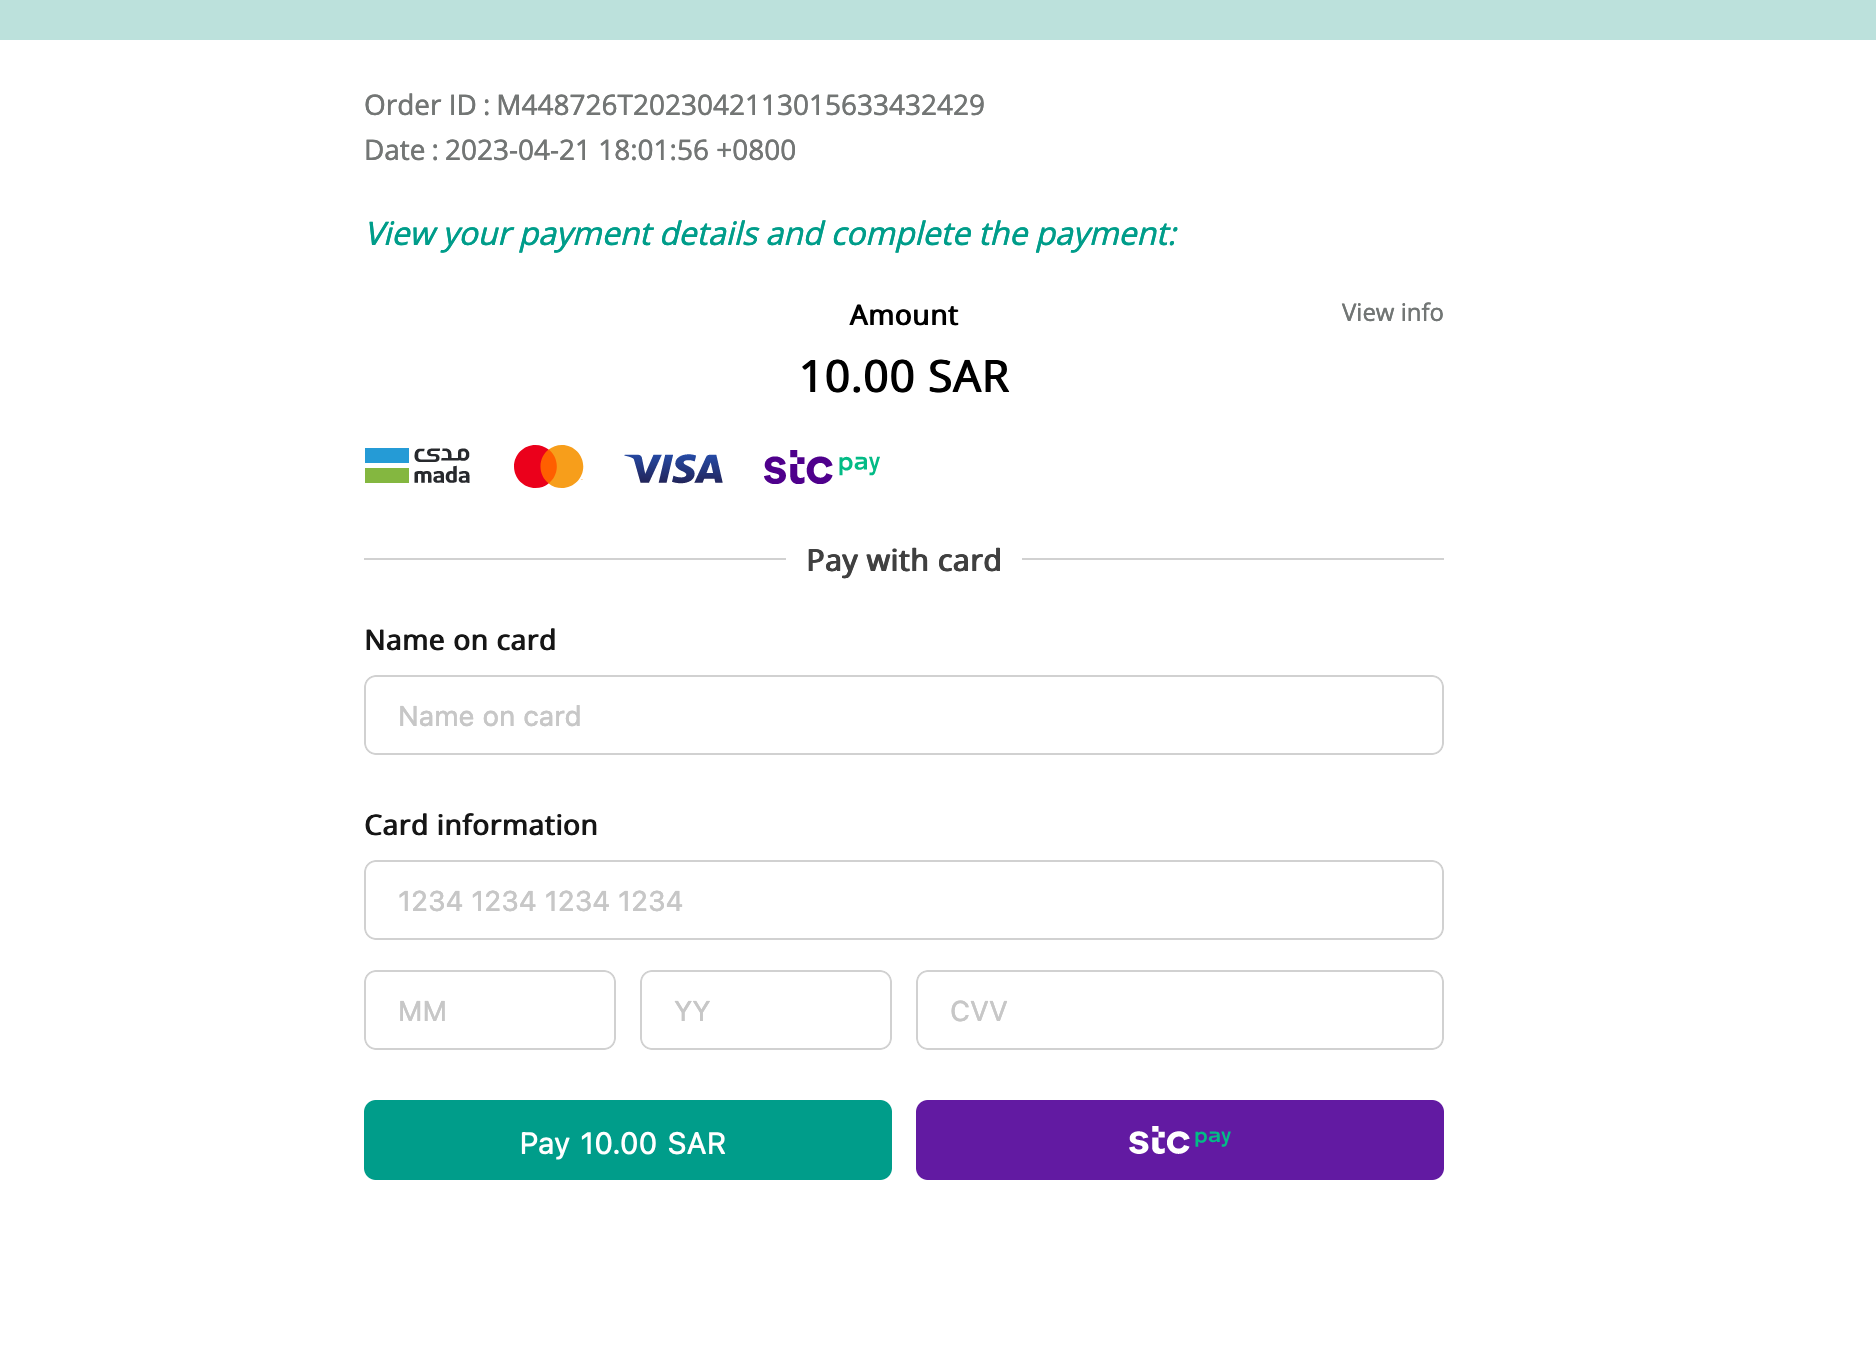 Order ID : M448726T2023042113015633432429
Date : 2023-04-21 18:01:56 +0800
View your payment details and complete the payment:
Amount
View info
10.00 SAR
مدى
mada
VISA
stc pay
Pay with card
Name on card
Name on card
Card information
1234 1234 1234 1234
MM
YY
CVV
Pay 10.00 SAR
stc pay